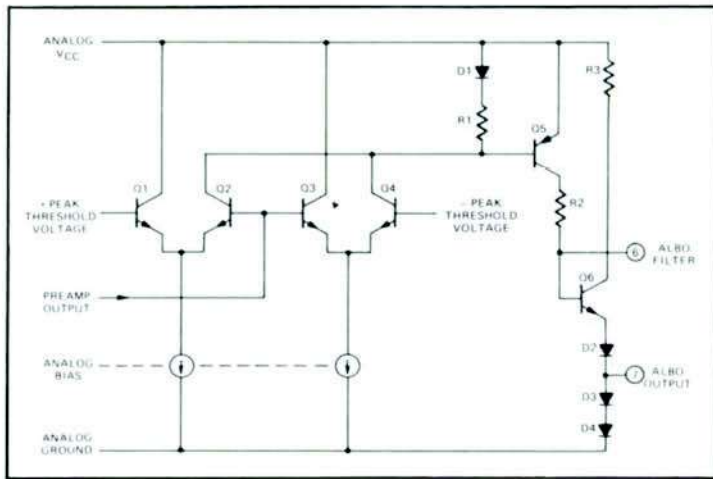 ANALOG
VCC
D1
R3
R1
Q5
Q1
Q2
Q3
Q4
+ PEAK
THRESHOLD
VOLTAGE
- PEAK
THRESHOLD
VOLTAGE
R2
6
ALBO
FILTER
Q6
PREAMP
OUTPUT
D2
ANALOG
BIAS
7
ALBO
OUTPUT
D3
D4
ANALOG
GROUND